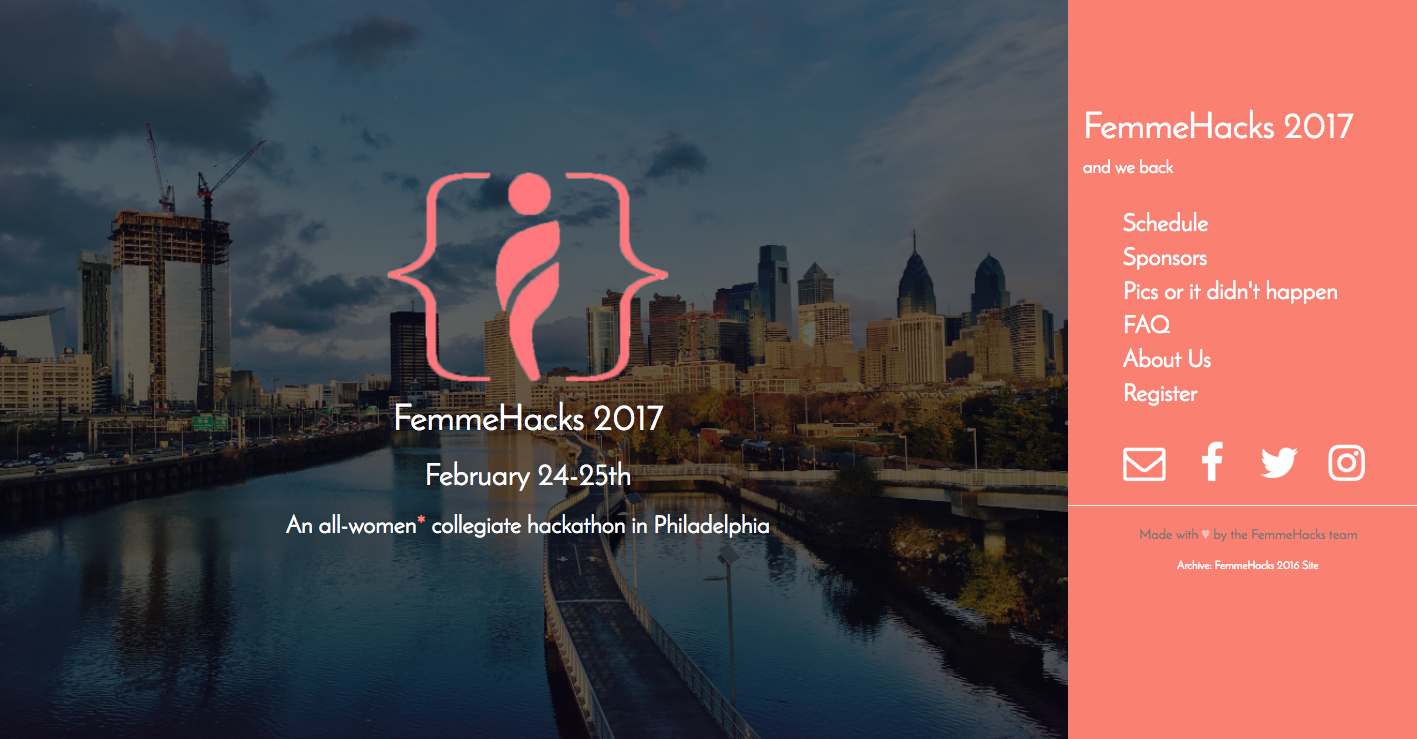 FemmeHacks 2017
February 24-25th
An all-women* collegiate hackathon in Philadelphia
FemmeHacks 2017
and we back
Schedule
Sponsors
Pics or it didn't happen
FAQ
About Us
Register
Made with ♥ by the FemmeHacks team
Archive: FemmeHacks 2016 Site